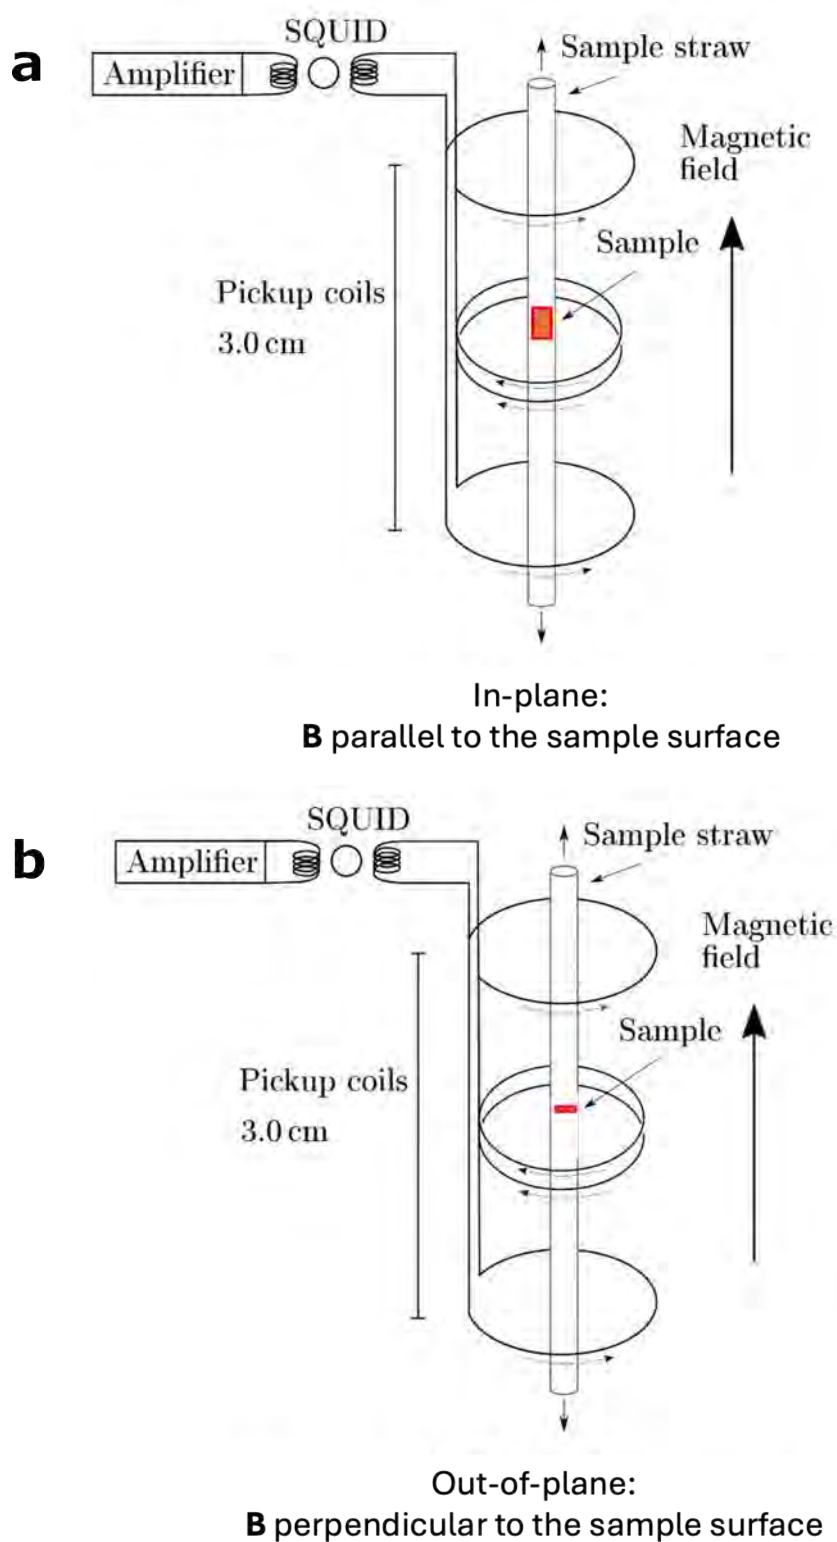 a
SQUID
Amplifier
Sample straw
Magnetic
field
Sample
Pickup coils
3.0 cm
In-plane:
B parallel to the sample surface
b
SQUID
Amplifier
Sample straw
Magnetic
field
Sample
Pickup coils
3.0 cm
Out-of-plane:
B perpendicular to the sample surface